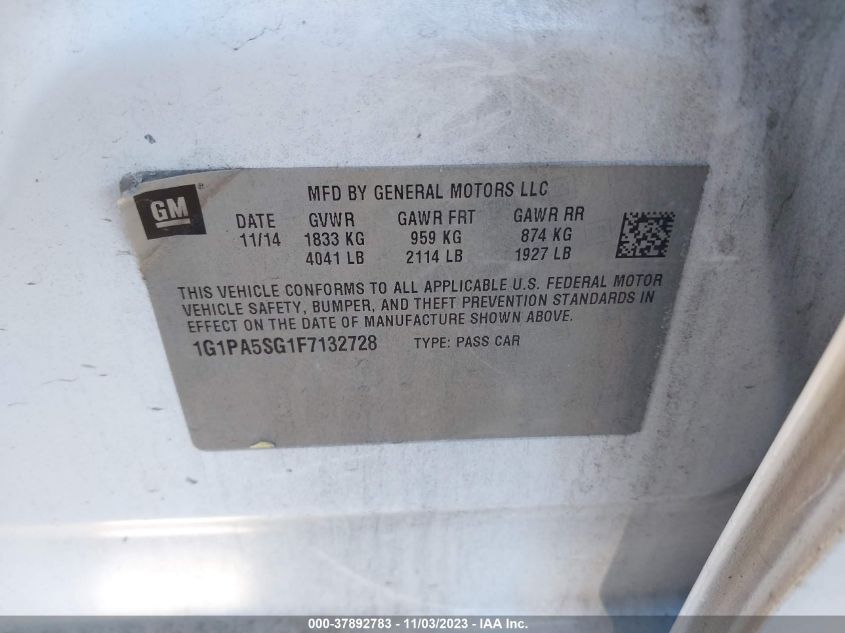 GM ®
MFD BY GENERAL MOTORS LLC
DATE GVWR GAWR FRT GAWR RR
11/14 1833 KG 959 KG 874 KG
4041 LB 2114 LB 1927 LB
THIS VEHICLE CONFORMS TO ALL APPLICABLE U.S. FEDERAL MOTOR
VEHICLE SAFETY, BUMPER, AND THEFT PREVENTION STANDARDS IN
EFFECT ON THE DATE OF MANUFACTURE SHOWN ABOVE.
1G1PA5SG1F7132728 TYPE: PASS CAR
000-37892783 - 11/03/2023 - IAA Inc.